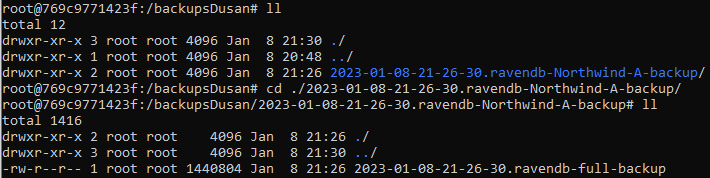 root@769c9771423f:/backupsDusan# ll
total 12
drwxr-xr-x 3 root root 4096 Jan  8 21:30 ./
drwxr-xr-x 1 root root 4096 Jan  8 20:48 ../
drwxr-xr-x 2 root root 4096 Jan  8 21:26 2023-01-08-21-26-30.ravendb-Northwind-A-backup/
root@769c9771423f:/backupsDusan# cd ./2023-01-08-21-26-30.ravendb-Northwind-A-backup/
root@769c9771423f:/backupsDusan/2023-01-08-21-26-30.ravendb-Northwind-A-backup# ll
total 1416
drwxr-xr-x 2 root root    4096 Jan  8 21:26 ./
drwxr-xr-x 3 root root    4096 Jan  8 21:30 ../
-rw-r--r-- 1 root root 1440804 Jan  8 21:26 2023-01-08-21-26-30.ravendb-full-backup